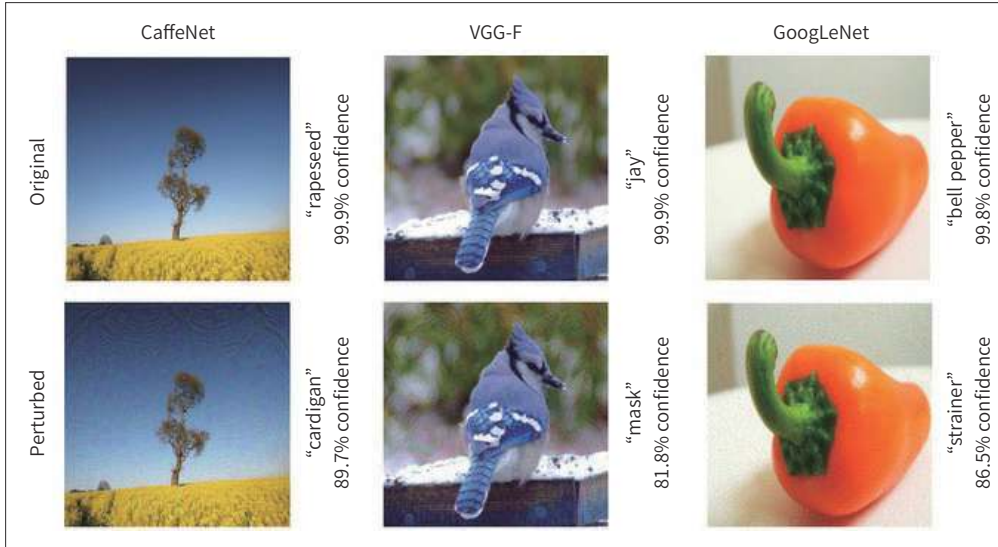 CaffeNet
VGG-F
GoogLeNet
Original
“rapeseed”
99.9% confidence
“jay”
99.9% confidence
“bell pepper”
99.8% confidence
Perturbed
“cardigan”
89.7% confidence
“mask”
81.8% confidence
“strainer”
86.5% confidence